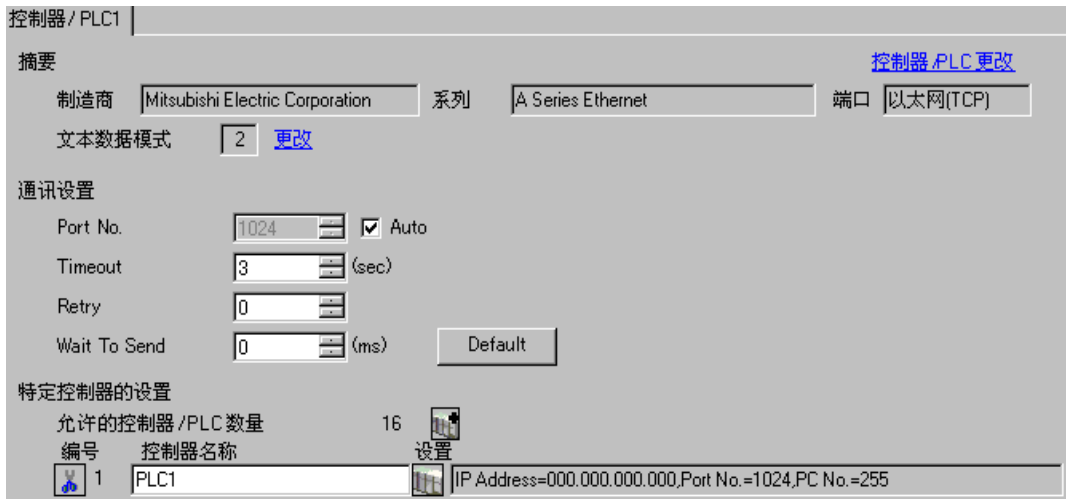 控制器/ PLC1
摘要 控制器/PLC更改
制造商 Mitsubishi Electric Corporation 系列 A Series Ethernet 端口 以太网(TCP)
文本数据模式 2 更改
通讯设置
Port No. 1024 Auto
Timeout 3 (sec)
Retry 0
Wait To Send 0 (ms) Default
特定控制器的设置
允许的控制器/PLC数量 16
编号 控制器名称 设置
1 PLC1 IP Address=000.000.000.000,Port No.=1024,PC No.=255